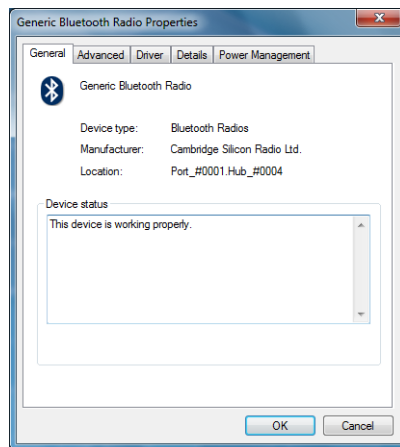 Generic Bluetooth Radio Properties
General Advanced Driver Details Power Management
Generic Bluetooth Radio
Device type: Bluetooth Radios
Manufacturer: Cambridge Silicon Radio Ltd.
Location: Port_#0001.Hub_#0004
Device status
This device is working properly.
OK Cancel